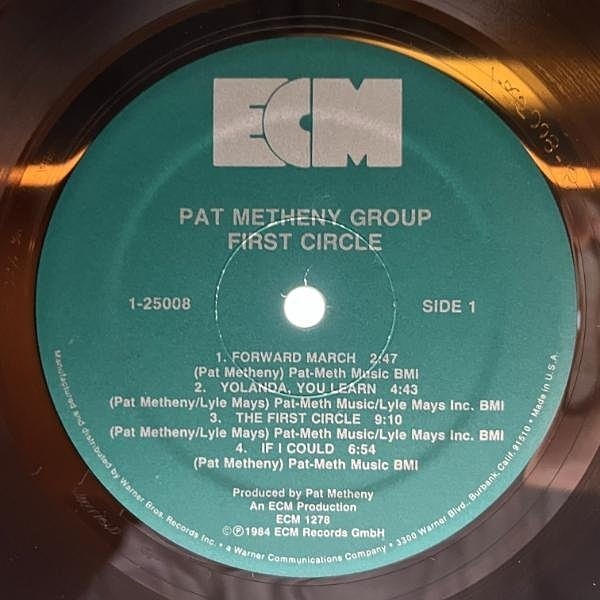 ECM
PAT METHENY GROUP
FIRST CIRCLE
1-25008
SIDE 1
1. FORWARD MARCH 2:47
(Pat Metheny) Pat-Meth Music BMI
2. YOLANDA, YOU LEARN 4:43
(Pat Metheny/Lyle Mays) Pat-Meth Music/Lyle Mays Inc. BMI
3. THE FIRST CIRCLE 9:10
(Pat Metheny/Lyle Mays) Pat-Meth Music/Lyle Mays Inc. BMI
4. IF I COULD 6:54
(Pat Metheny) Pat-Meth Music BMI
Produced by Pat Metheny
An ECM Production
ECM 1278
©℗1984 ECM Records GmbH
Manufactured and distributed by Warner Bros. Records Inc. • a Warner Communications Company • 3300 Warner Blvd., Burbank, Calif. 91510 • Made in U.S.A.